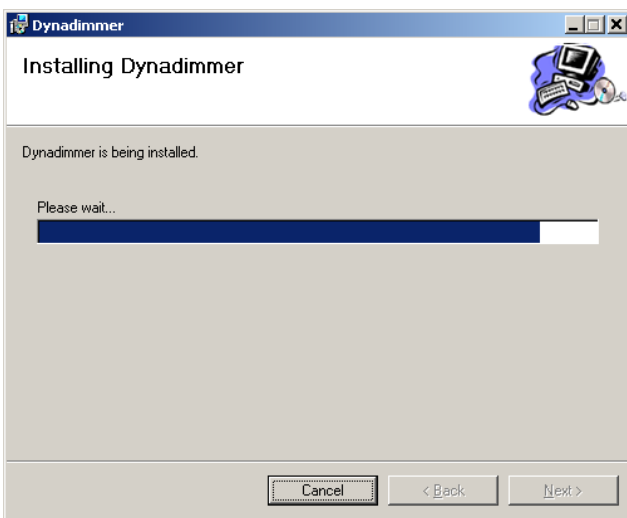 Dynadimmer
Installing Dynadimmer
Dynadimmer is being installed.
Please wait...
Cancel
< Back
Next >